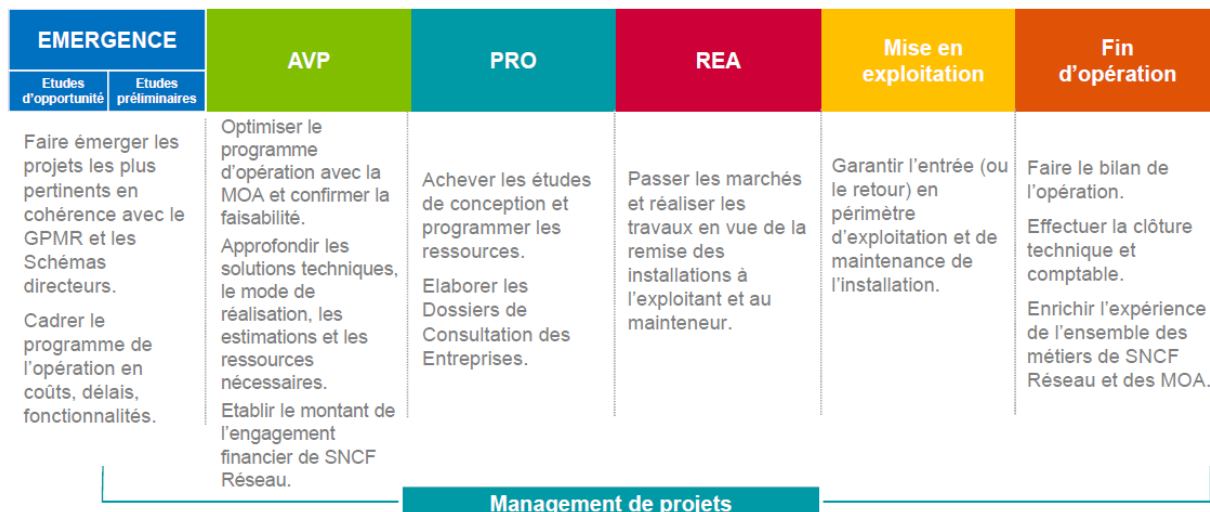 EMERGENCE
Etudes
d'opportunité
Etudes
préliminaires
Faire émerger les
projets les plus
pertinents en
cohérence avec le
GPMR et les
Schémas
directeurs.
Cadrer le
programme de
l'opération en
coûts, délais,
fonctionnalités.
AVP
Optimiser le
programme
d'opération avec la
MOA et confirmer la
faisabilité.
Approfondir les
solutions techniques,
le mode de
réalisation, les
estimations et les
ressources
nécessaires.
Etablir le montant de
l'engagement
financier de SNCF
Réseau.
PRO
Achever les études
de conception et
programmer les
ressources.
Elaborer les
Dossiers de
Consultation des
Entreprises.
REA
Passer les marchés
et réaliser les
travaux en vue de la
remise des
installations à
l'exploitant et au
mainteneur.
Mise en
exploitation
Garantir l'entrée (ou
le retour) en
périmètre
d'exploitation et de
maintenance de
l'installation.
Fin
d'opération
Faire le bilan de
l'opération.
Effectuer la clôture
technique et
comptable.
Enrichir l'expérience
de l'ensemble des
métiers de SNCF
Réseau et des MOA.
Management de projets